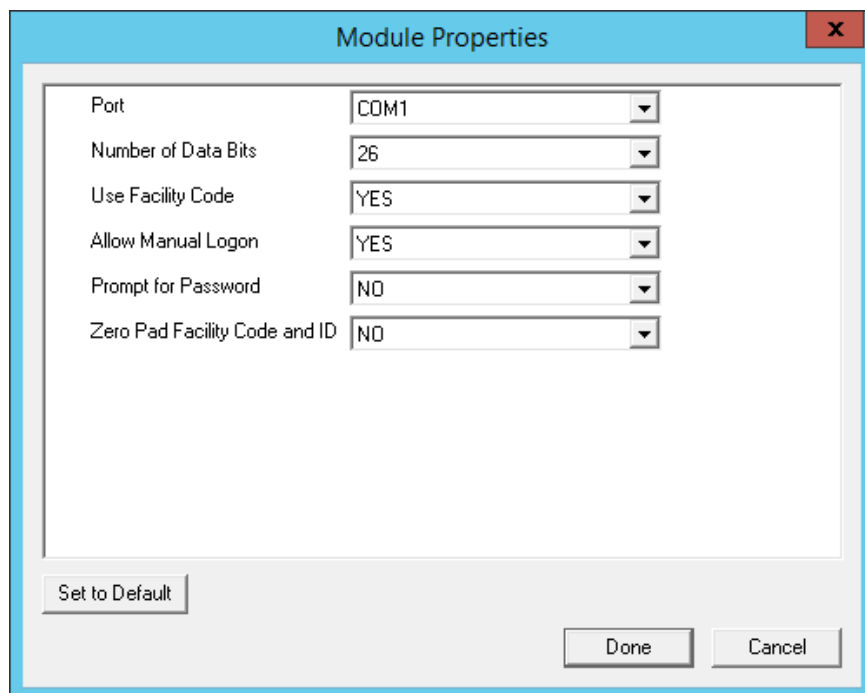 Module Properties
x
Port COM1
Number of Data Bits 26
Use Facility Code YES
Allow Manual Logon YES
Prompt for Password NO
Zero Pad Facility Code and ID NO
Set to Default
Done Cancel